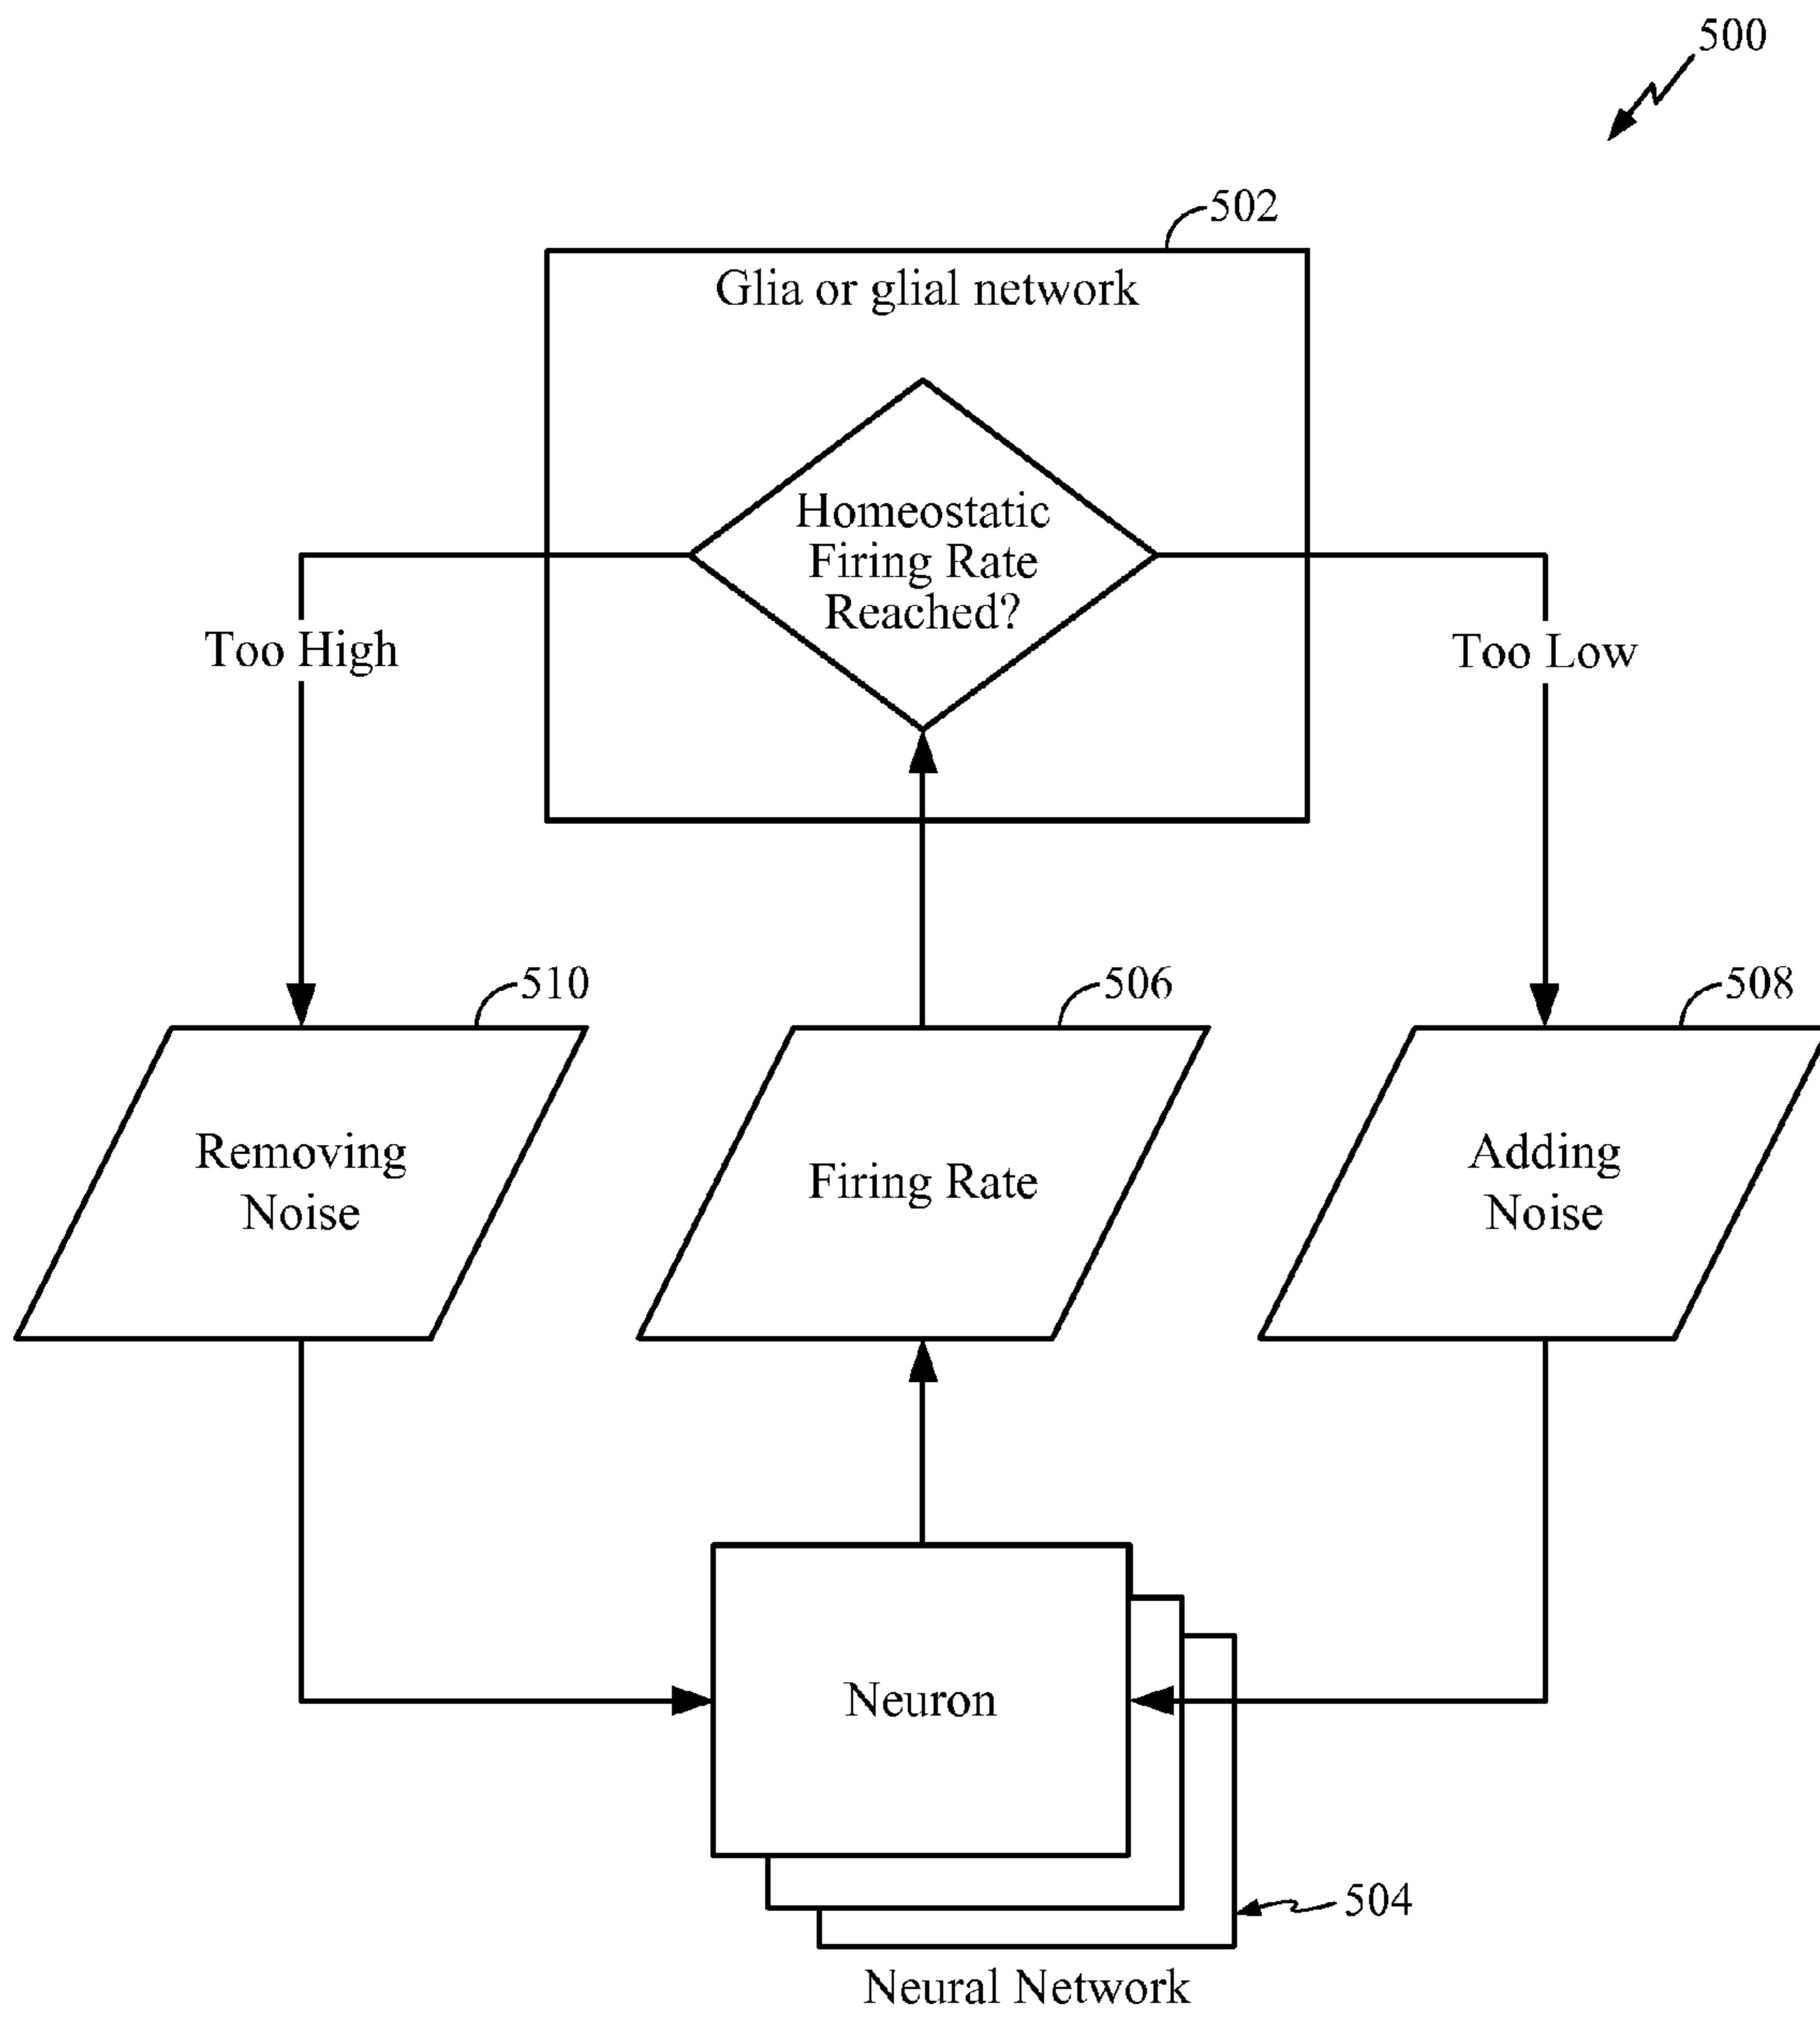 500
502
Glia or glial network
Homeostatic
Firing Rate
Reached?
Too High
Too Low
510
506
508
Removing
Noise
Firing Rate
Adding
Noise
Neuron
504
Neural Network